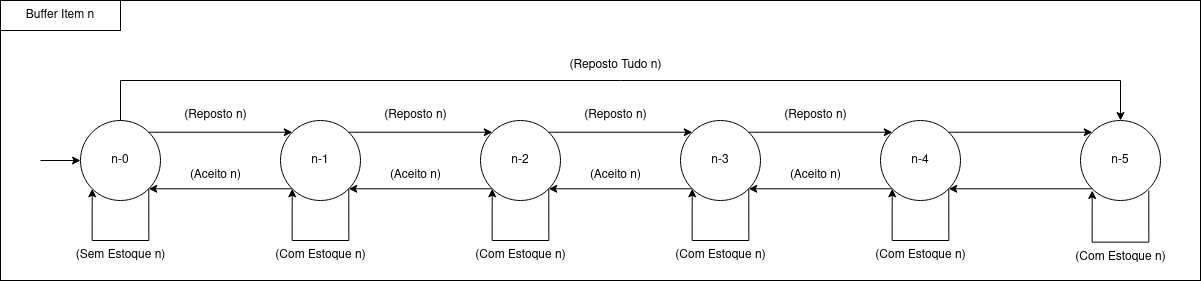 Buffer Item n
(Reposto Tudo n)
(Reposto n) (Reposto n) (Reposto n) (Reposto n)
n-0 n-1 n-2 n-3 n-4 n-5
(Aceito n) (Aceito n) (Aceito n) (Aceito n)
(Sem Estoque n) (Com Estoque n) (Com Estoque n) (Com Estoque n) (Com Estoque n) (Com Estoque n)